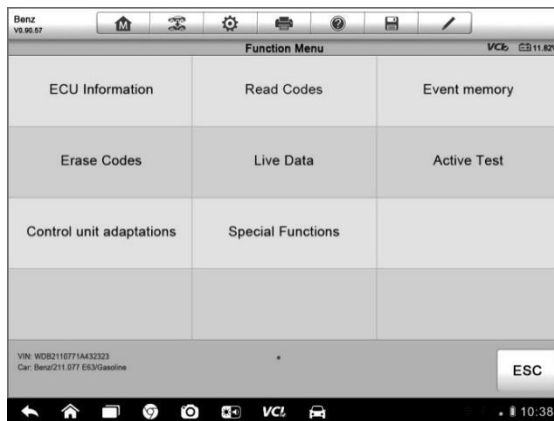 Benz
V0.90.57
Function Menu
VCI 11.82V
ECU Information
Read Codes
Event memory
Erase Codes
Live Data
Active Test
Control unit adaptations
Special Functions
VIN: WDB2110771A432323
Car: Benz/211.077 E63/Gasoline
ESC
VCI
10:38